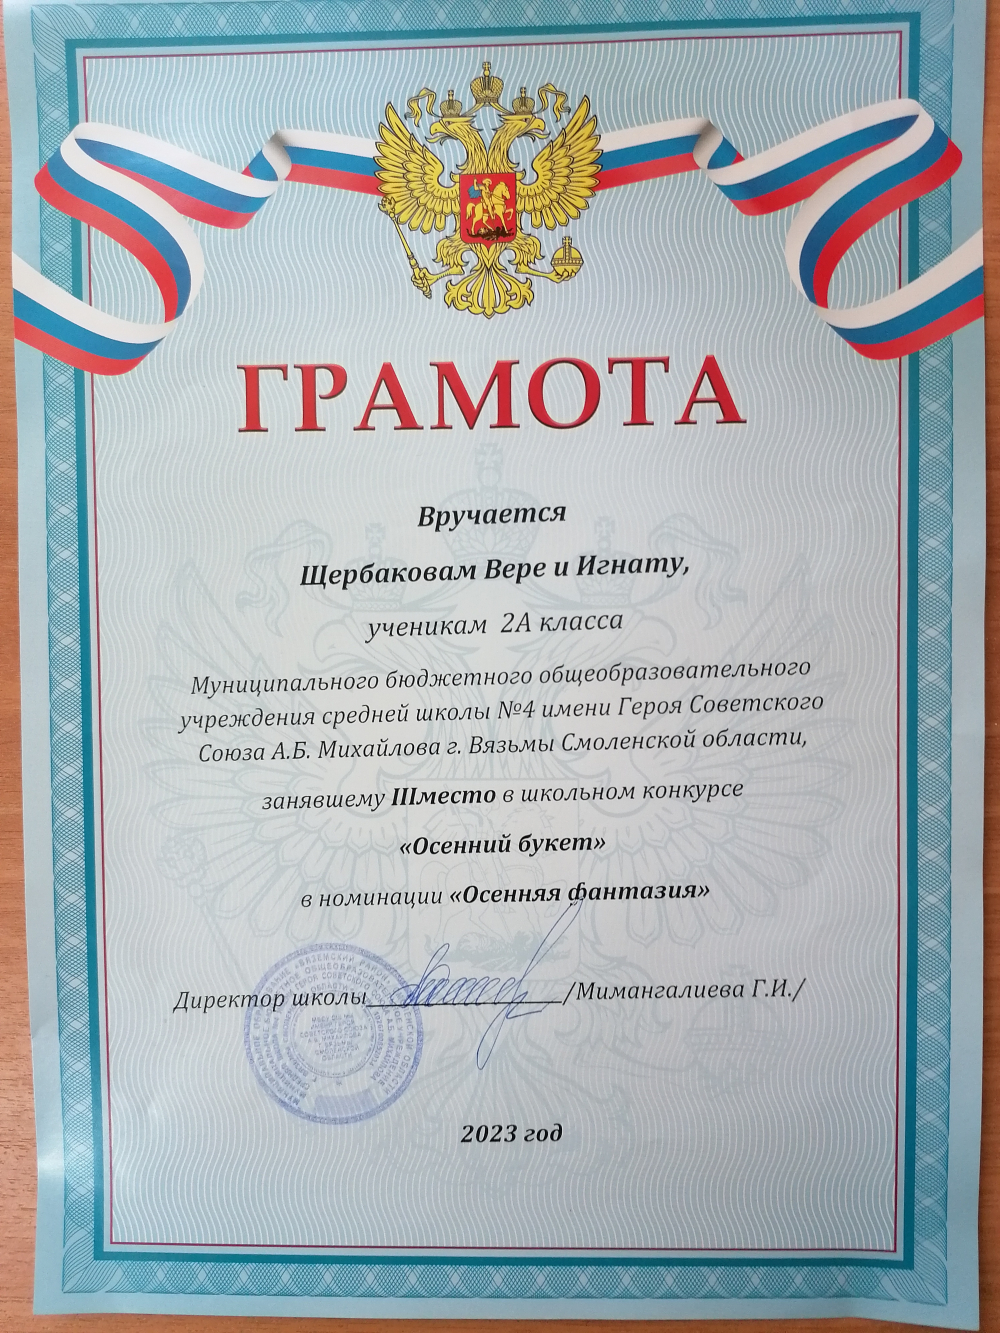 ГРАМОТА
Вручается
Щербаковам Вере и Игнату,
ученикам 2А класса
Муниципального бюджетного общеобразовательного
учреждения средней школы №4 имени Героя Советского
Союза А.Б. Михайлова г. Вязьмы Смоленской области,
занявшему IIIместо в школьном конкурсе
«Осенний букет»
в номинации «Осенняя фантазия»
Директор школы /Мимангалиева Г.И./
2023 год